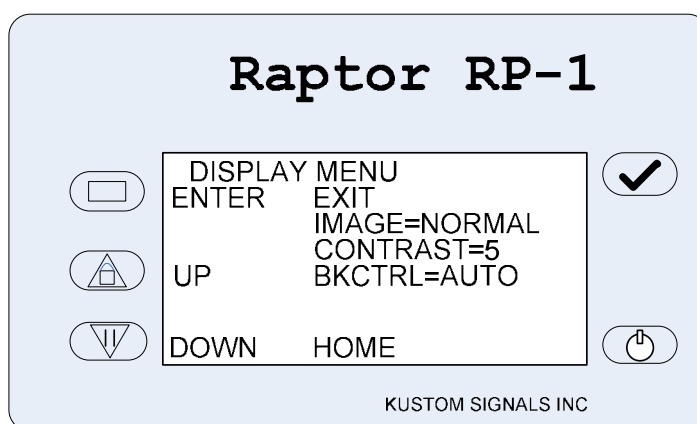 Raptor RP-1
DISPLAY MENU
ENTER EXIT
IMAGE=NORMAL
CONTRAST=5
UP BKCTRL=AUTO
DOWN HOME
KUSTOM SIGNALS INC